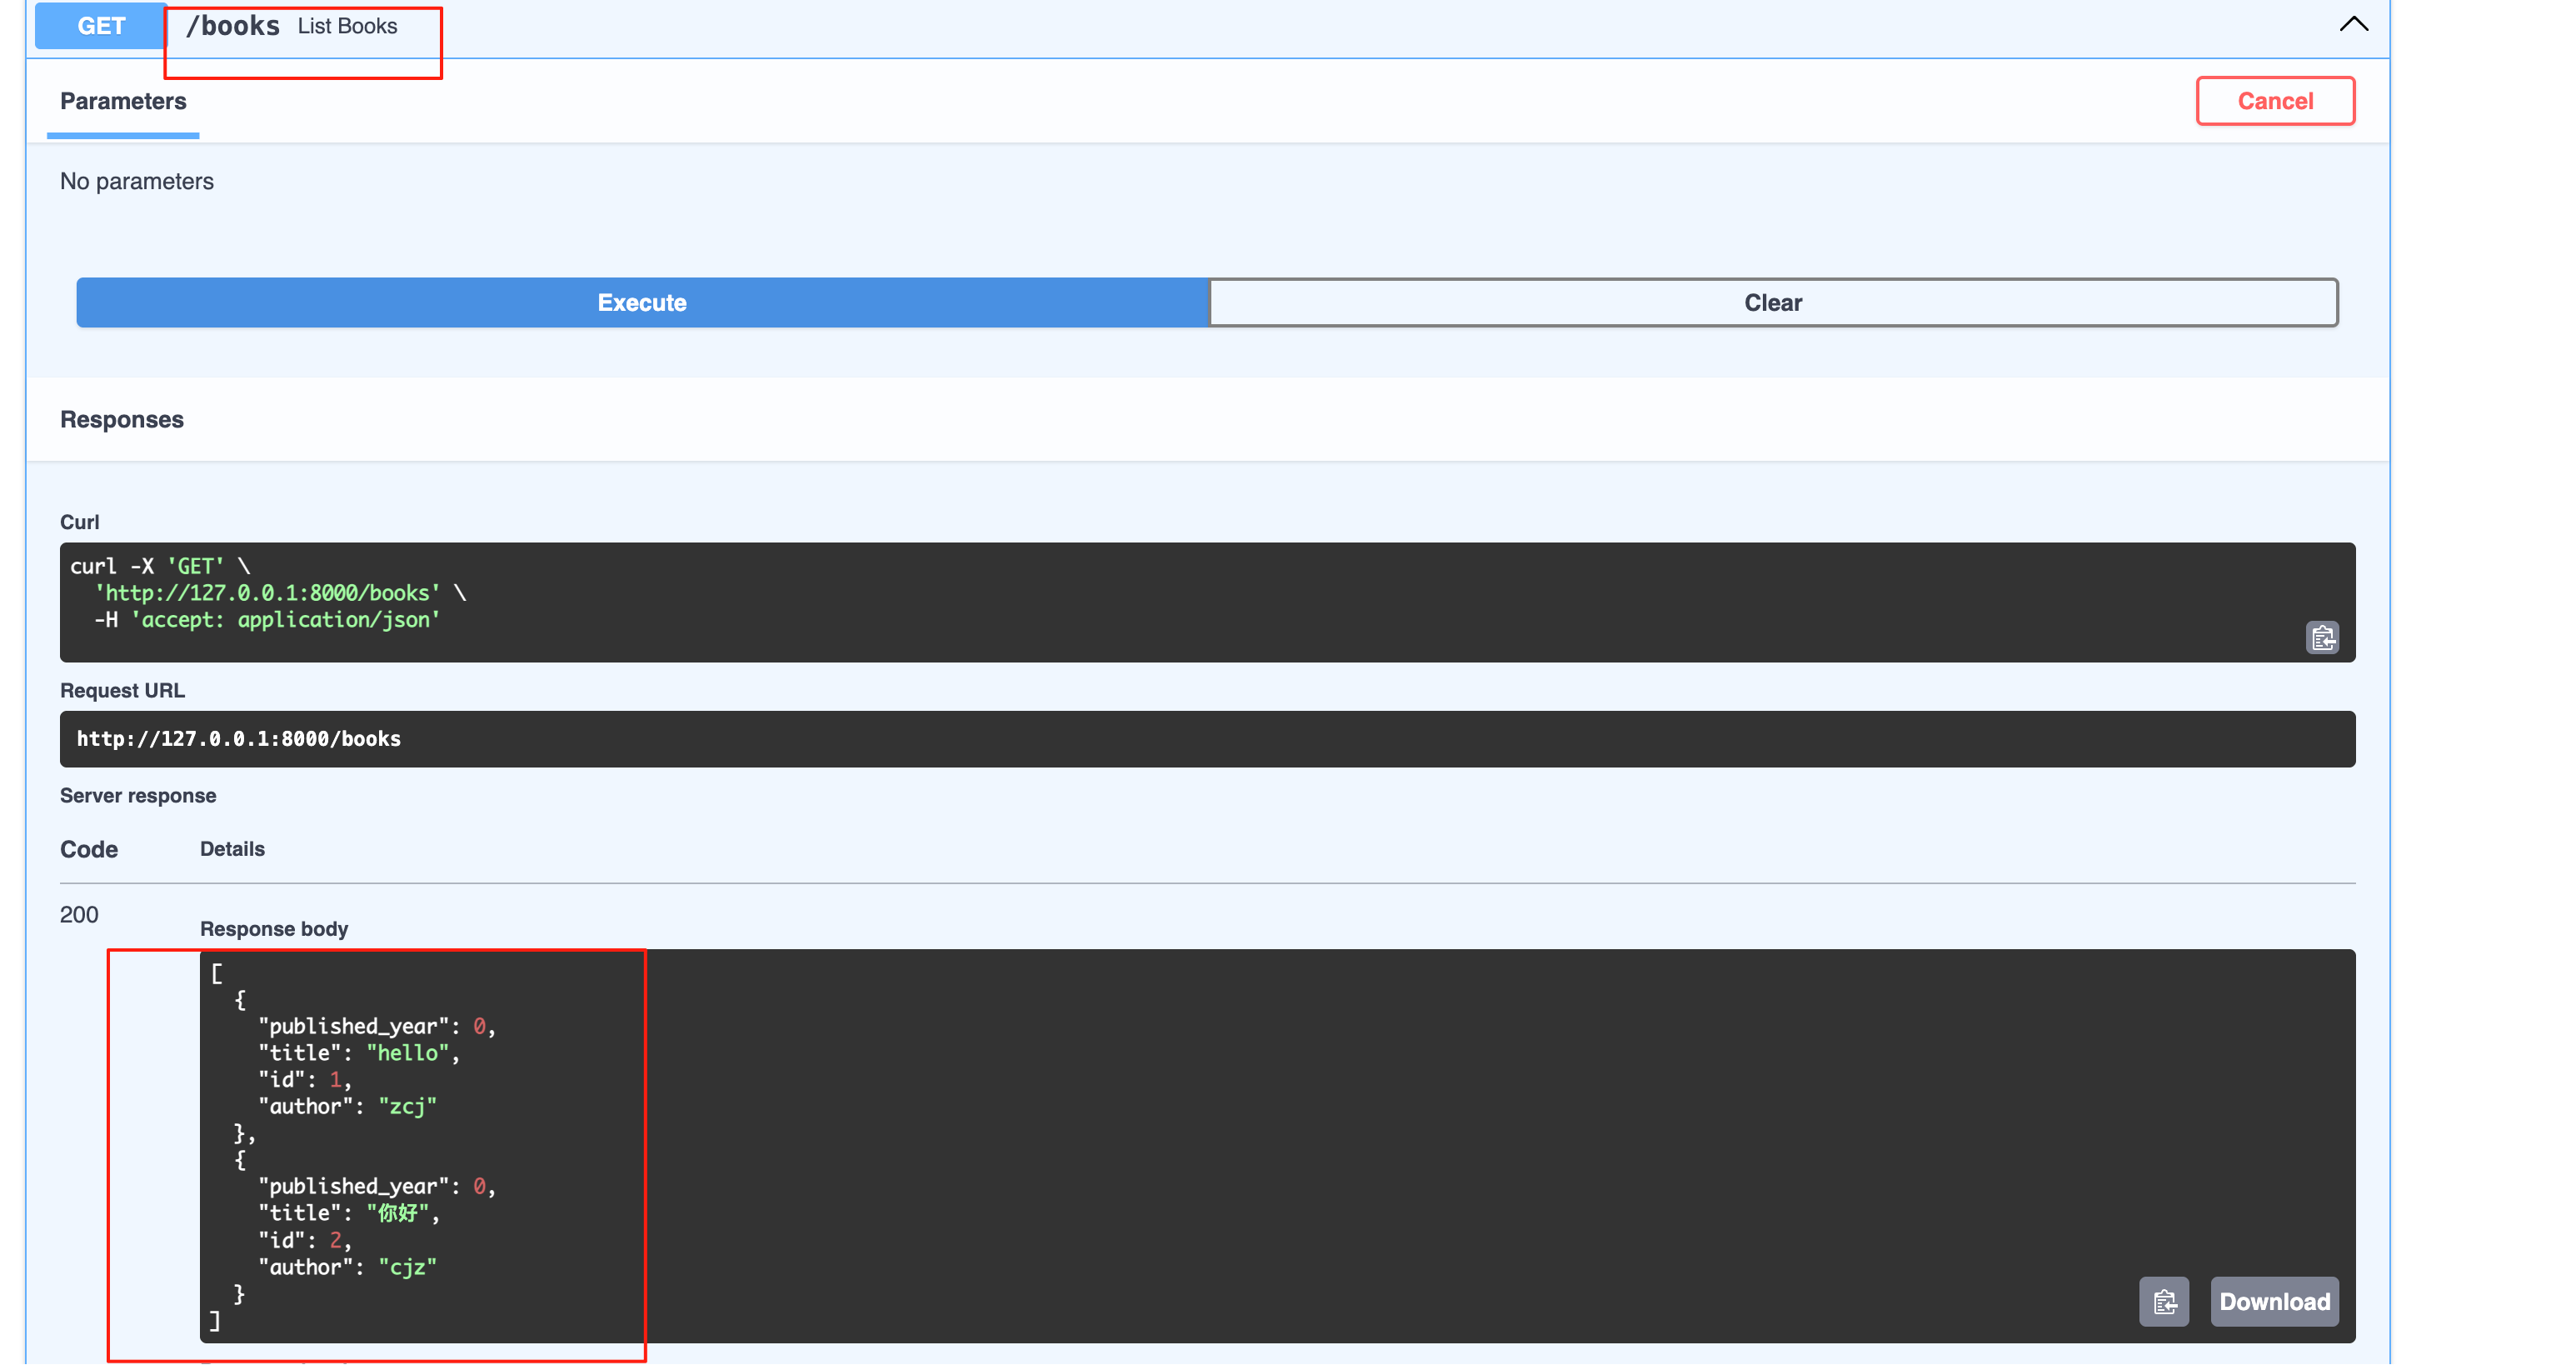 GET /books List Books
Parameters
Cancel
No parameters
Execute
Clear
Responses
Curl
curl -X 'GET' \
  'http://127.0.0.1:8000/books' \
  -H 'accept: application/json'
Request URL
http://127.0.0.1:8000/books
Server response
Code Details
200
Response body
[
  {
    "published_year": 0,
    "title": "hello",
    "id": 1,
    "author": "zcj"
  },
  {
    "published_year": 0,
    "title": "你好",
    "id": 2,
    "author": "cjz"
  }
]
Download